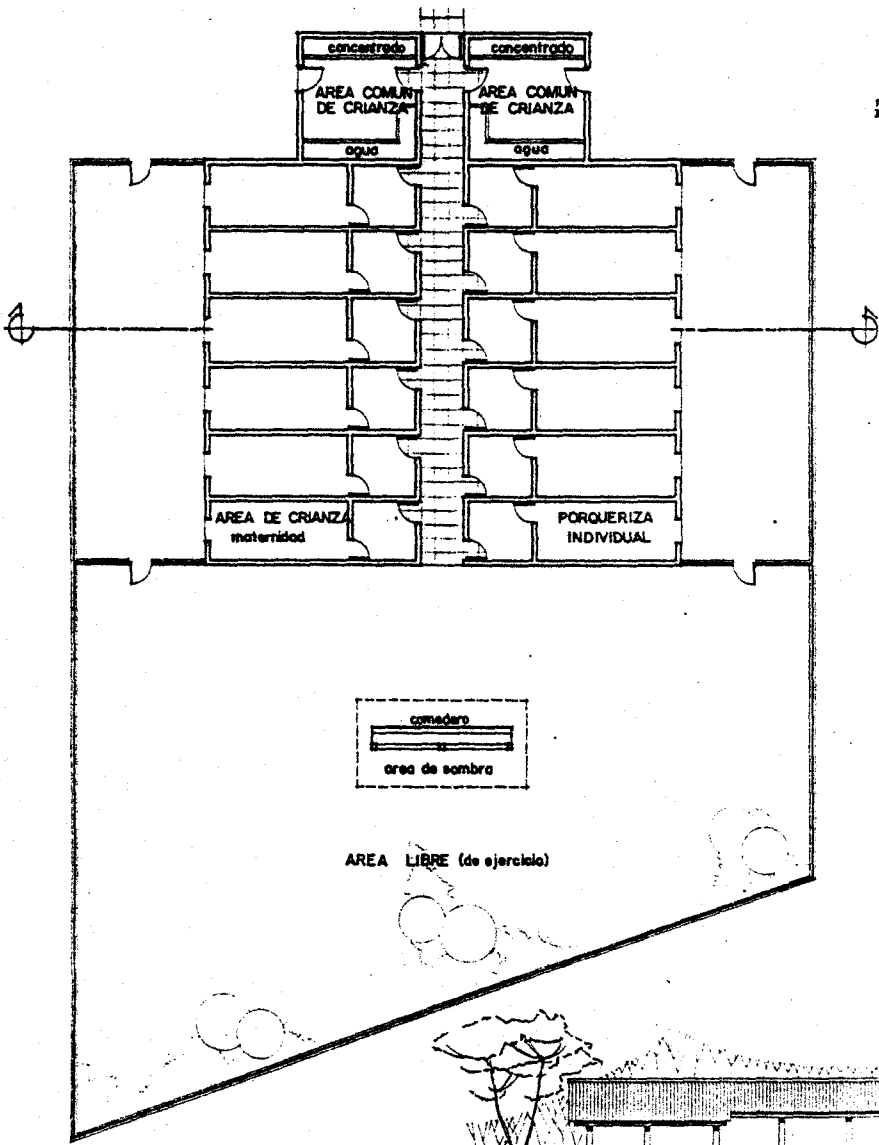 concentrado
concentrado
AREA COMUN
DE CRIANZA
AREA COMUN
DE CRIANZA
agua
agua
AREA DE CRIANZA
maternidad
PORQUERIZA
INDIVIDUAL
comedero
area de sombra
AREA LIBRE (de ejercicio)